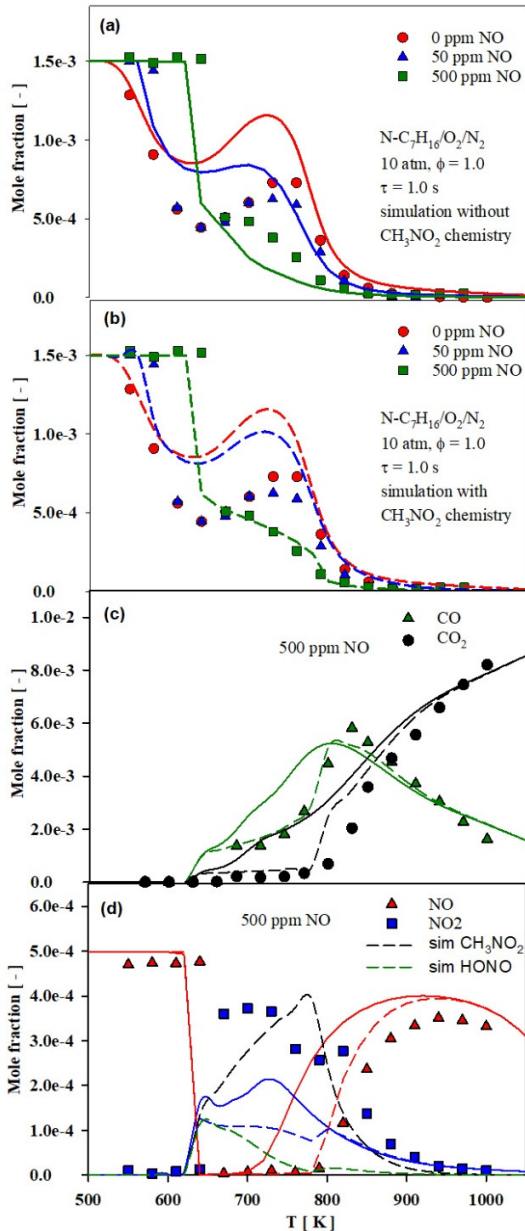 (a)
1.5e-3
1.0e-3
5.0e-4
0.0
Mole fraction [ - ]
0 ppm NO
50 ppm NO
500 ppm NO
N-C7H16/O2/N2
10 atm, ϕ = 1.0
τ = 1.0 s
simulation without
CH3NO2 chemistry
(b)
1.5e-3
1.0e-3
5.0e-4
0.0
Mole fraction [ - ]
0 ppm NO
50 ppm NO
500 ppm NO
N-C7H16/O2/N2
10 atm, ϕ = 1.0
τ = 1.0 s
simulation with
CH3NO2 chemistry
(c)
1.0e-2
8.0e-3
6.0e-3
4.0e-3
2.0e-3
0.0
Mole fraction [ - ]
500 ppm NO
CO
CO2
(d)
6.0e-4
5.0e-4
4.0e-4
3.0e-4
2.0e-4
1.0e-4
0.0
Mole fraction [ - ]
500 ppm NO
NO
NO2
sim CH3NO2
sim HONO
500 600 700 800 900 1000
T [ K ]